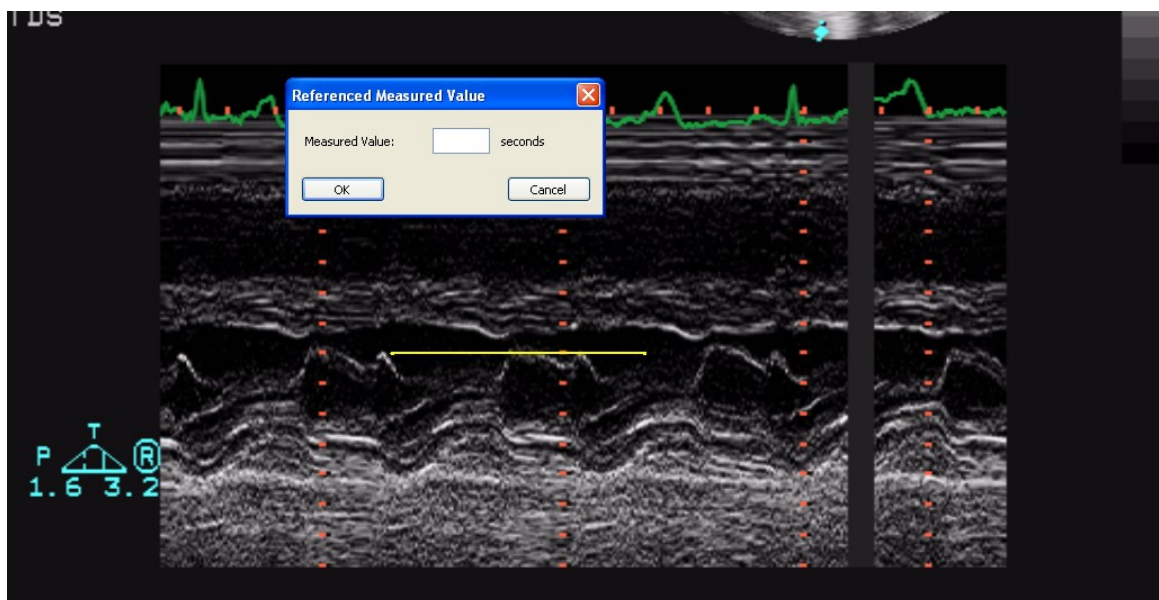 TDS
Referenced Measured Value
Measured Value: seconds
OK Cancel
T
P R
1.6 3.2